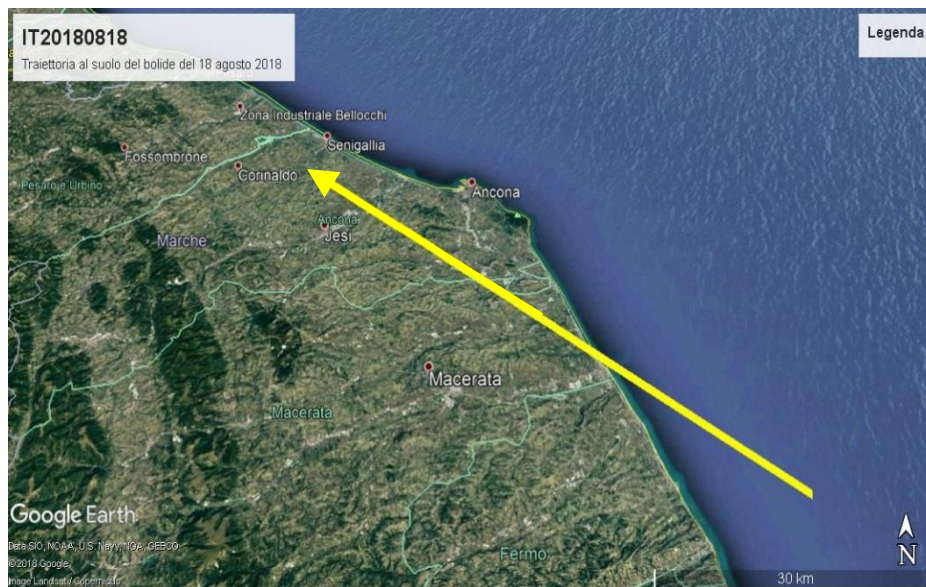 IT20180818
Traiettoria al suolo del bolide del 18 agosto 2018
Legenda
Zona Industriale Bellocchi
Senigallia
Fossombrone
Corinaldo
Pesaro e Urbino
Ancona
Ancona
Jesi
Marche
Macerata
Macerata
Fermo
Google Earth
Data SIO, NOAA, U.S. Navy, NGA, GEBCO
©2018 Google
Image Landsat / Copernicus
30 km
N